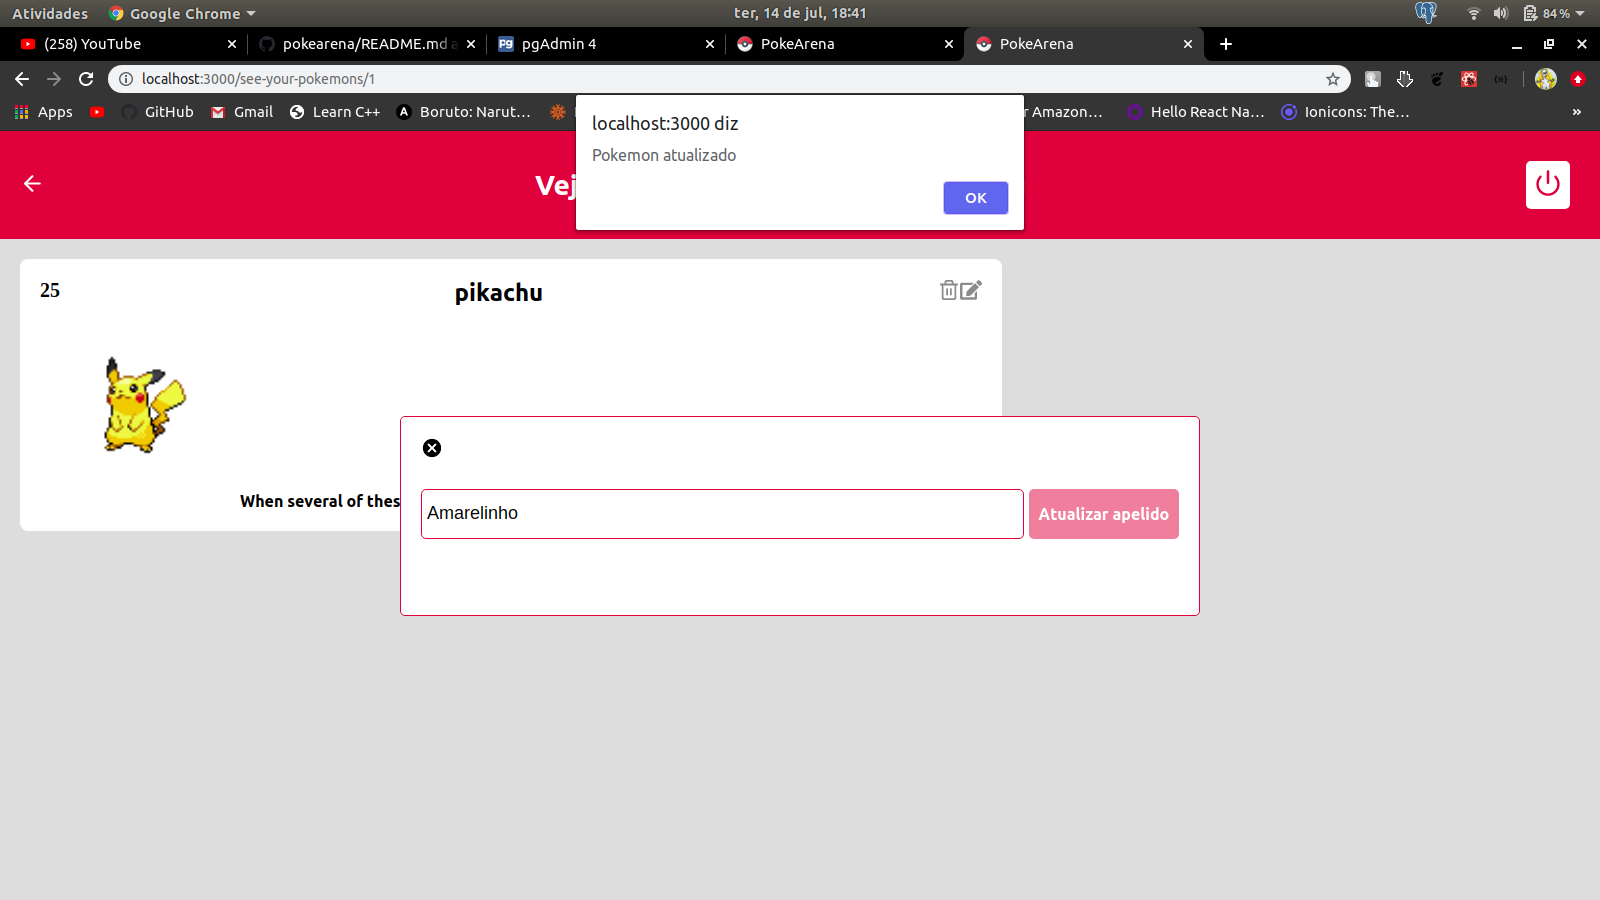 Atividades
Google Chrome
ter, 14 de jul, 18:41
84 %
(258) YouTube
pokearena/README.md a
pgAdmin 4
PokeArena
PokeArena
localhost:3000/see-your-pokemons/1
Apps
GitHub
Gmail
Learn C++
Boruto: Narut…
r Amazon…
Hello React Na…
Ionicons: The…
»
localhost:3000 diz
Pokemon atualizado
OK
Vej
25
pikachu
When several of thes
Amarelinho
Atualizar apelido